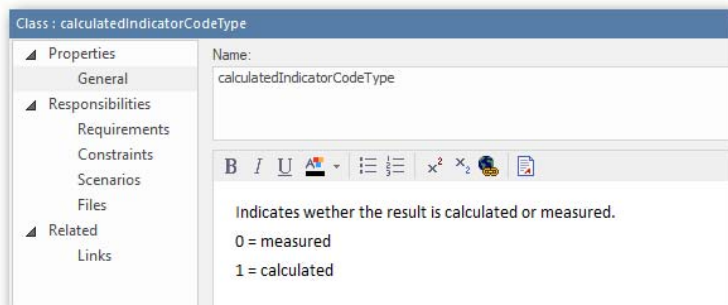 Class : calculatedIndicatorCodeType
Properties
General
Responsibilities
Requirements
Constraints
Scenarios
Files
Related
Links
Name:
calculatedIndicatorCodeType
B I U A x² x₂
Indicates wether the result is calculated or measured.
0 = measured
1 = calculated